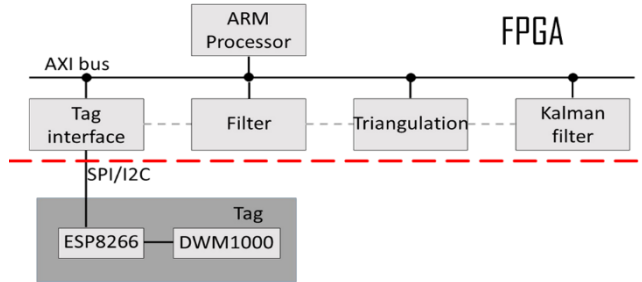 ARM
Processor
FPGA
AXI bus
Tag
interface
Filter
Triangulation
Kalman
filter
SPI/I2C
Tag
ESP8266
DWM1000